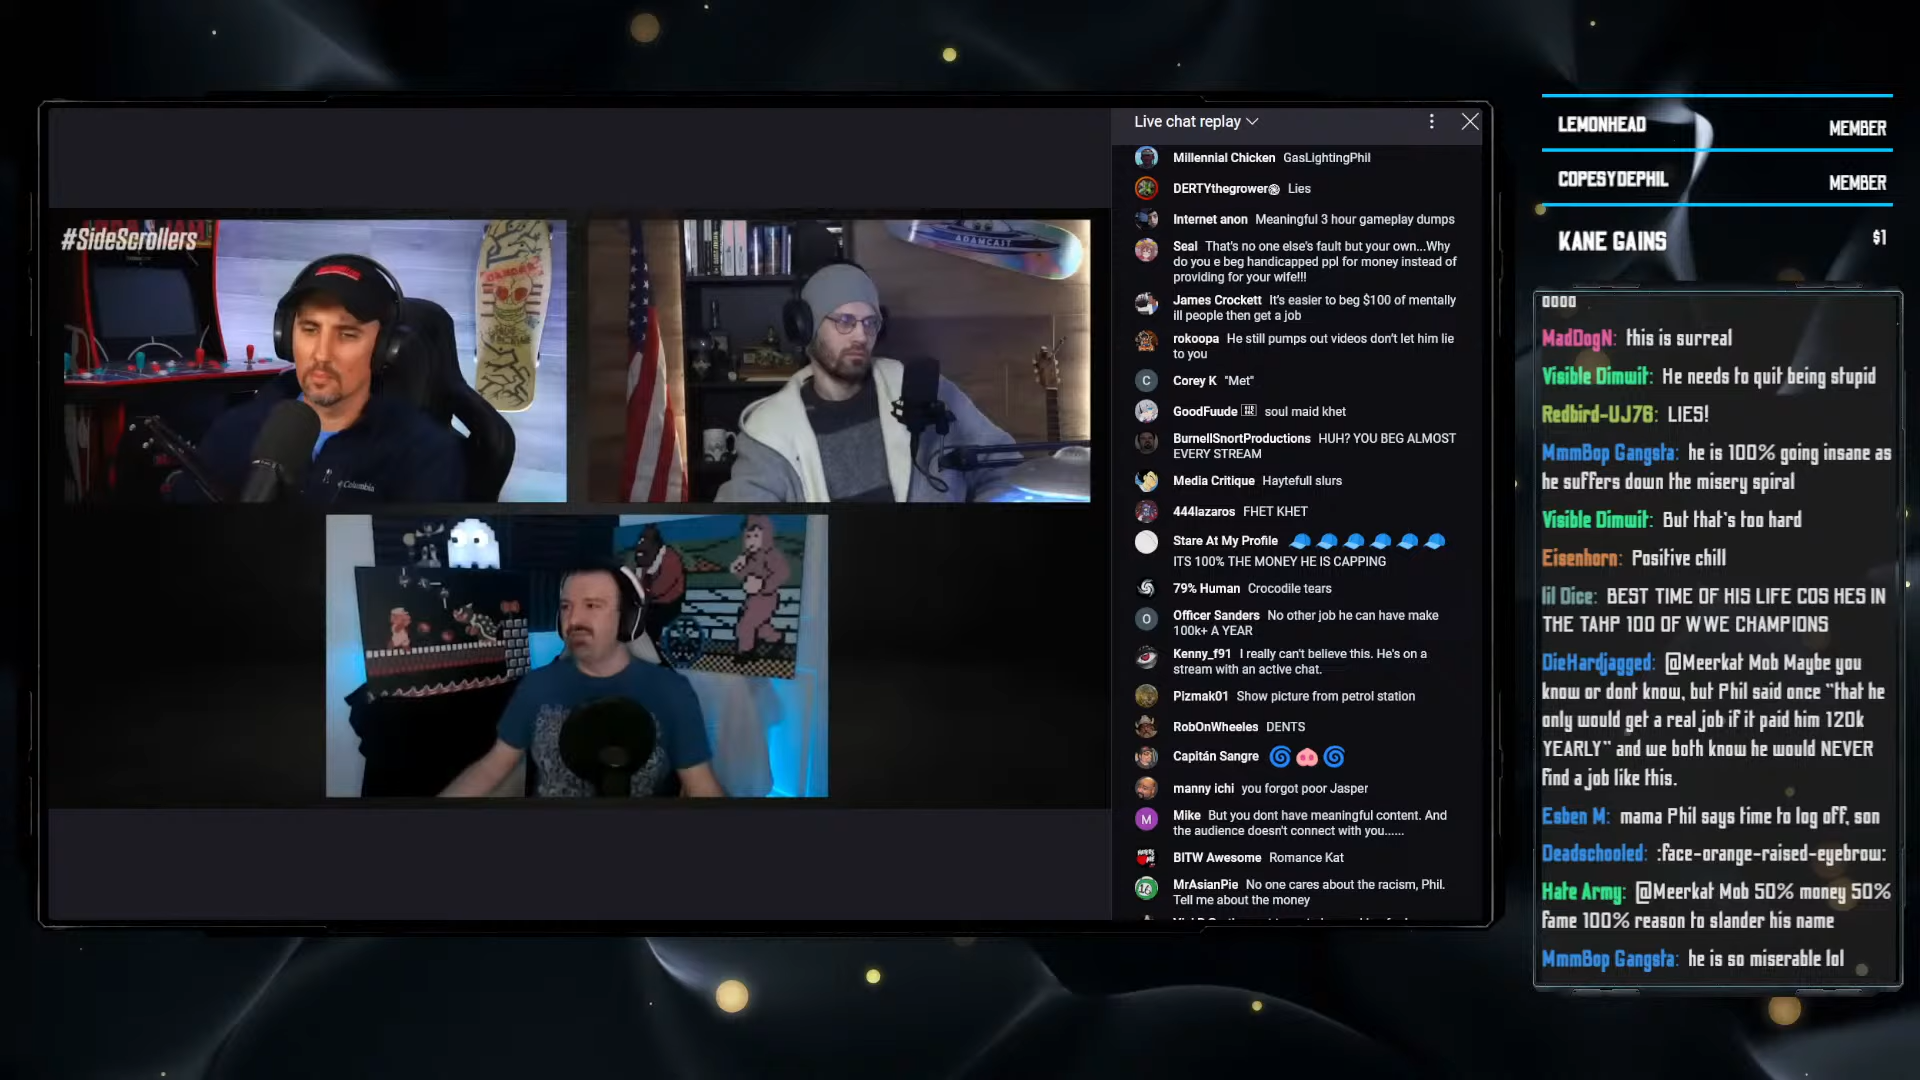 #SideScrollers
ADAMCAST
Columbia
Live chat replay
Millennial Chicken GasLightingPhil
DERTYthegrower Lies
Internet anon Meaningful 3 hour gameplay dumps
Seal That's no one else's fault but your own...Why
do you e beg handicapped ppl for money instead of
providing for your wife!!!
James Crockett It's easier to beg $100 of mentally
ill people then get a job
rokoopa He still pumps out videos don't let him lie
to you
C
Corey K "Met"
GoodFuude soul maid khet
BurnellSnortProductions HUH? YOU BEG ALMOST
EVERY STREAM
Media Critique Haytefull slurs
444lazaros FHET KHET
Stare At My Profile 🧢🧢🧢🧢🧢🧢
ITS 100% THE MONEY HE IS CAPPING
79% Human Crocodile tears
O
Officer Sanders No other job he can have make
100k+ A YEAR
Kenny_f91 I really can't believe this. He's on a
stream with an active chat.
Pizmak01 Show picture from petrol station
RobOnWheeles DENTS
Capitán Sangre 🌀🐽🌀
manny ichi you forgot poor Jasper
M
Mike But you dont have meaningful content. And
the audience doesn't connect with you......
BITW Awesome Romance Kat
MrAsianPie No one cares about the racism, Phil.
Tell me about the money
LEMONHEAD MEMBER
COPESYDEPHIL MEMBER
KANE GAINS $1
MadDogN: this is surreal
Visible Dimwit: He needs to quit being stupid
Redbird-UJ76: LIES!
MmmBop Gangsta: he is 100% going insane as
he suffers down the misery spiral
Visible Dimwit: But that's too hard
Eisenhorn: Positive chill
lil Dice: BEST TIME OF HIS LIFE COS HES IN
THE TAHP 100 OF WWE CHAMPIONS
DieHardjagged: @Meerkat Mob Maybe you
know or dont know, but Phil said once "that he
only would get a real job if it paid him 120k
YEARLY" and we both know he would NEVER
find a job like this.
Esben M: mama Phil says time to log off, son
Deadschooled: :face-orange-raised-eyebrow:
Hate Army: @Meerkat Mob 50% money 50%
fame 100% reason to slander his name
MmmBop Gangsta: he is so miserable lol